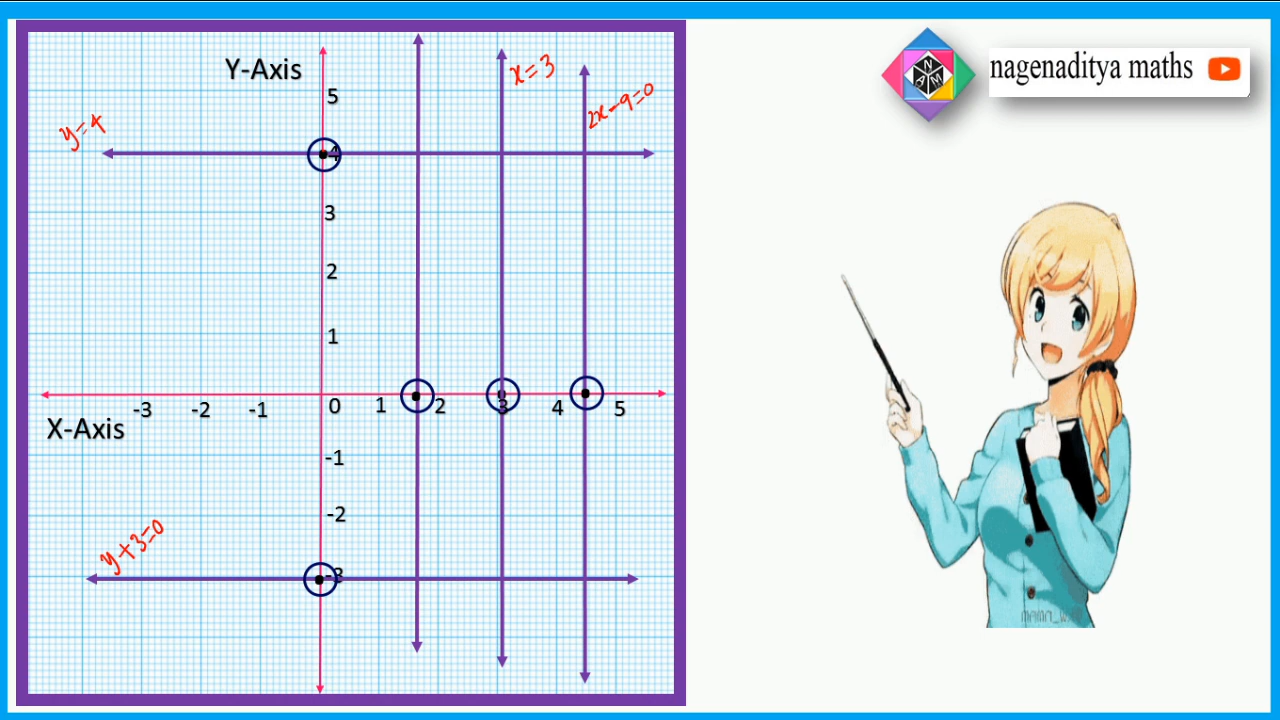 nagenaditya maths
N
A M
Y-Axis
x=3
2x-9=0
y=4
5
4
3
2
1
-3 -2 -1 0 1 2 3 4 5
X-Axis
-1
-2
y+3=0
-3